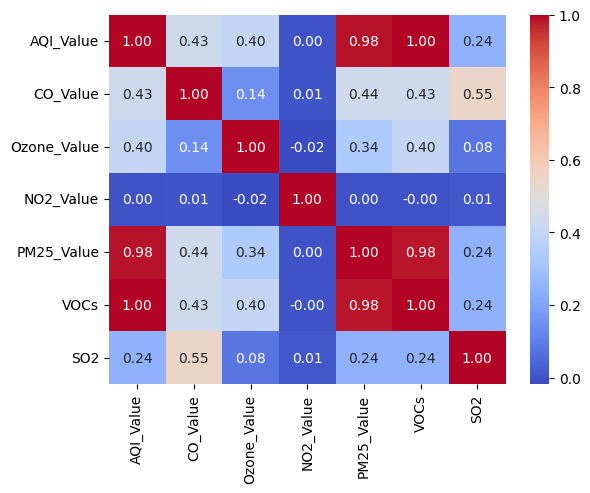 AQI_Value 1.00 0.43 0.40 0.00 0.98 1.00 0.24
CO_Value 0.43 1.00 0.14 0.01 0.44 0.43 0.55
Ozone_Value 0.40 0.14 1.00 -0.02 0.34 0.40 0.08
NO2_Value 0.00 0.01 -0.02 1.00 0.00 -0.00 0.01
PM25_Value 0.98 0.44 0.34 0.00 1.00 0.98 0.24
VOCs 1.00 0.43 0.40 -0.00 0.98 1.00 0.24
SO2 0.24 0.55 0.08 0.01 0.24 0.24 1.00
AQI_Value
CO_Value
Ozone_Value
NO2_Value
PM25_Value
VOCs
SO2
1.0
0.8
0.6
0.4
0.2
0.0